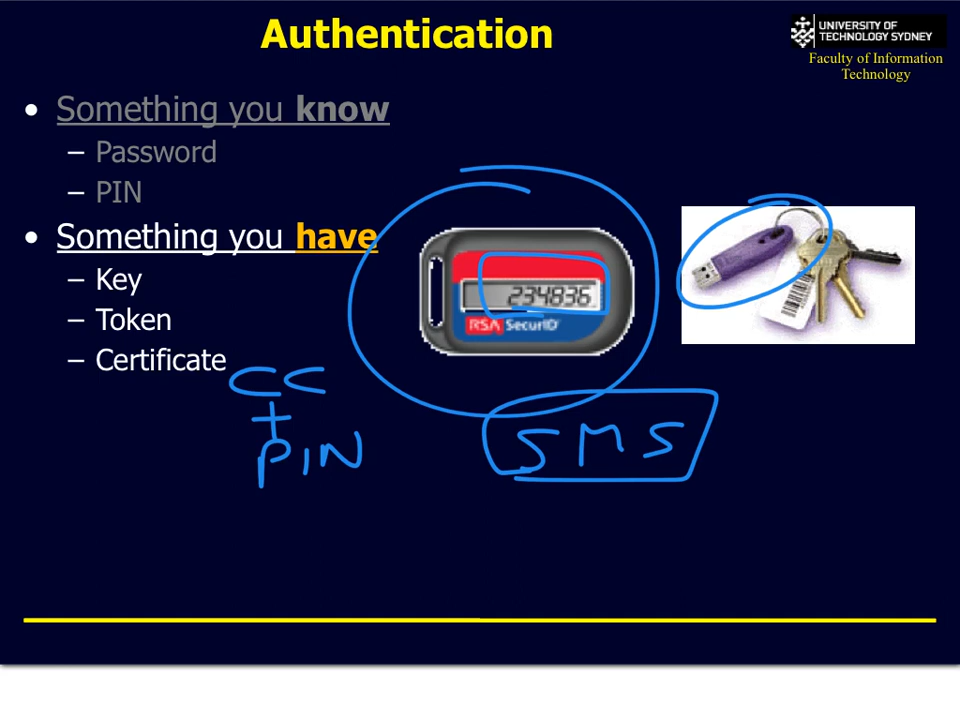 Authentication
UNIVERSITY OF
TECHNOLOGY SYDNEY
Faculty of Information
Technology
• Something you know
– Password
– PIN
• Something you have
– Key
– Token
– Certificate
234836
RSA SecurID
CC
+
PIN
SMS